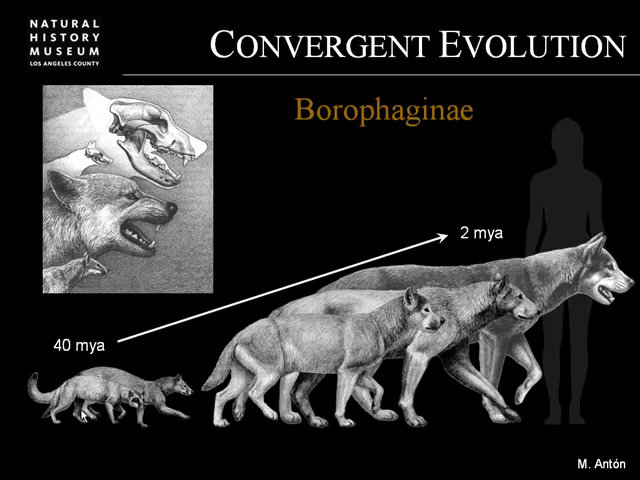 NATURAL
HISTORY
MUSEUM
LOS ANGELES COUNTY
CONVERGENT EVOLUTION
Borophaginae
2 mya
40 mya
M. Antón